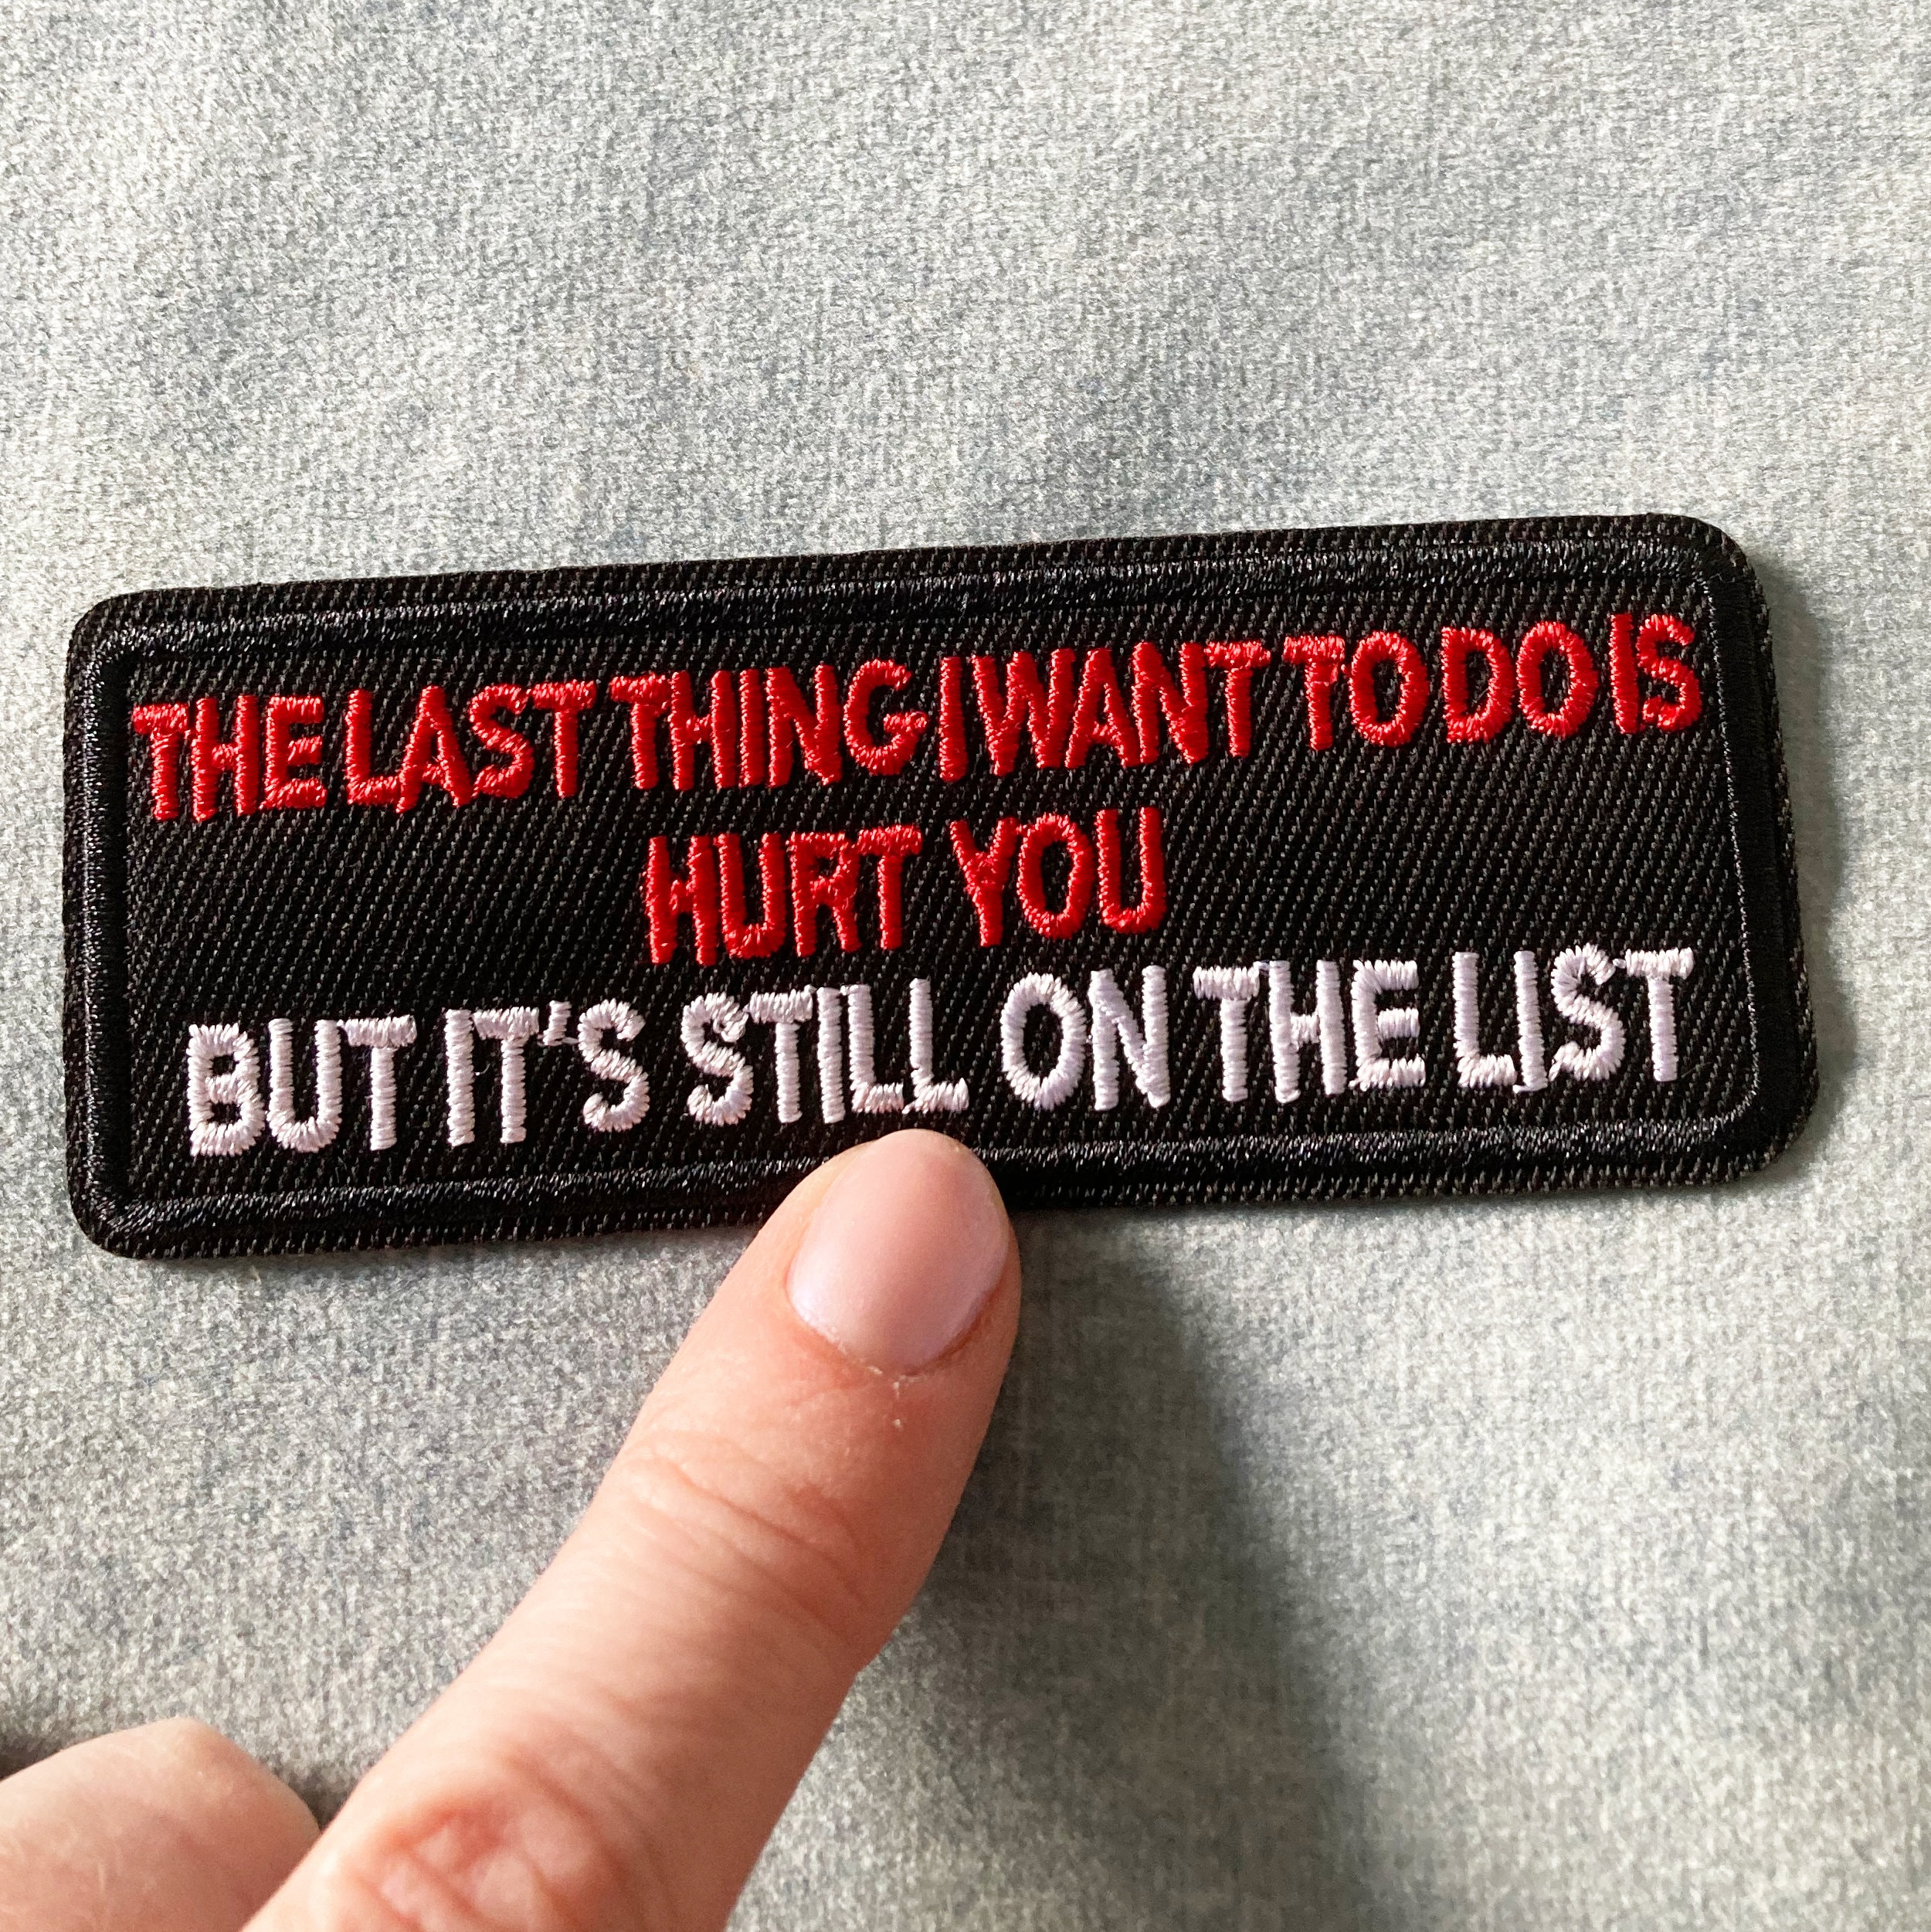 THE LAST THING I WANT TO DO IS
HURT YOU
BUT IT'S STILL ON THE LIST